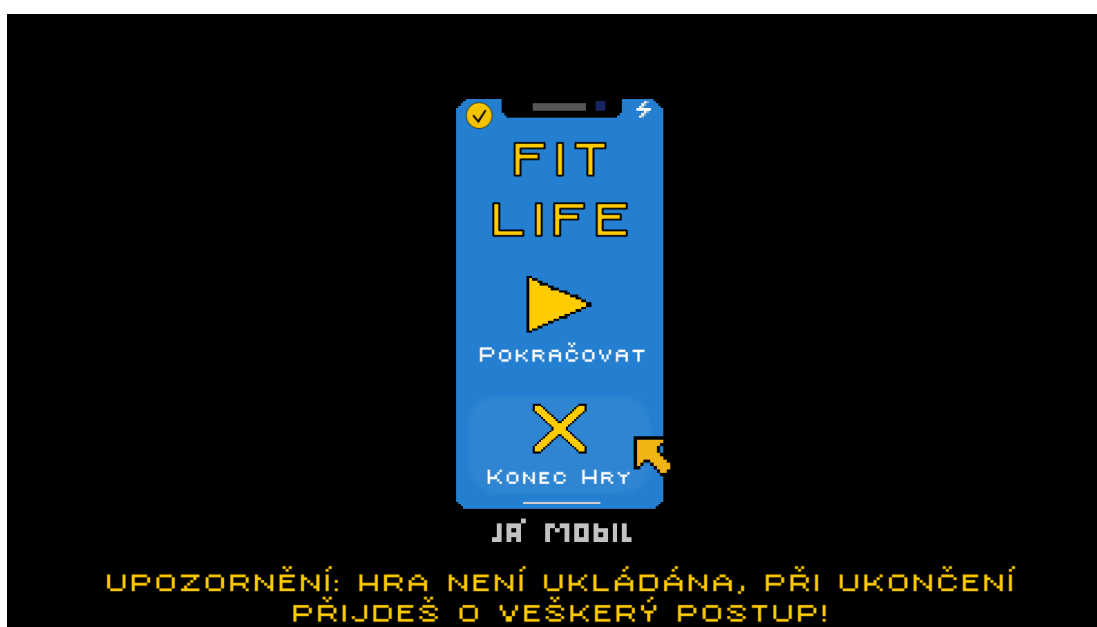 FIT
LIFE
Pokračovat
Konec Hry
JÁ MOBIL
UPOZORNĚNÍ: HRA NENÍ UKLÁDÁNA, PŘI UKONČENÍ
PŘIJDEŠ O VEŠKERÝ POSTUP!